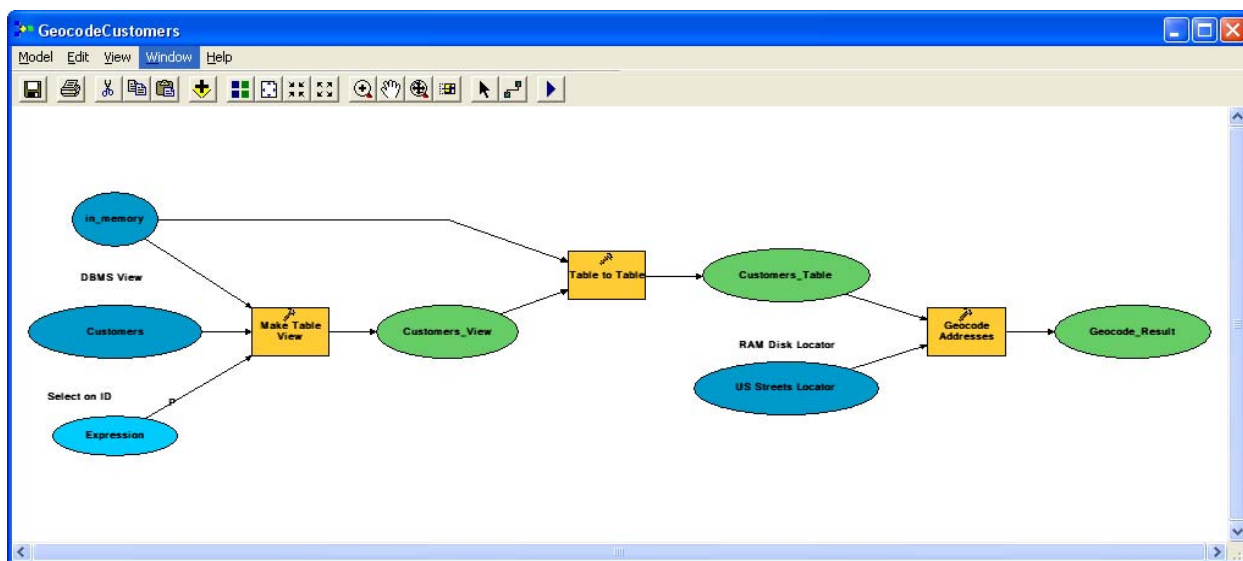 GeocodeCustomers
Model Edit View Window Help
in_memory
DBMS View
Customers
Select on ID
P
Expression
Make Table
View
Customers_View
Table to Table
Customers_Table
RAM Disk Locator
US Streets Locator
Geocode
Addresses
Geocode_Result